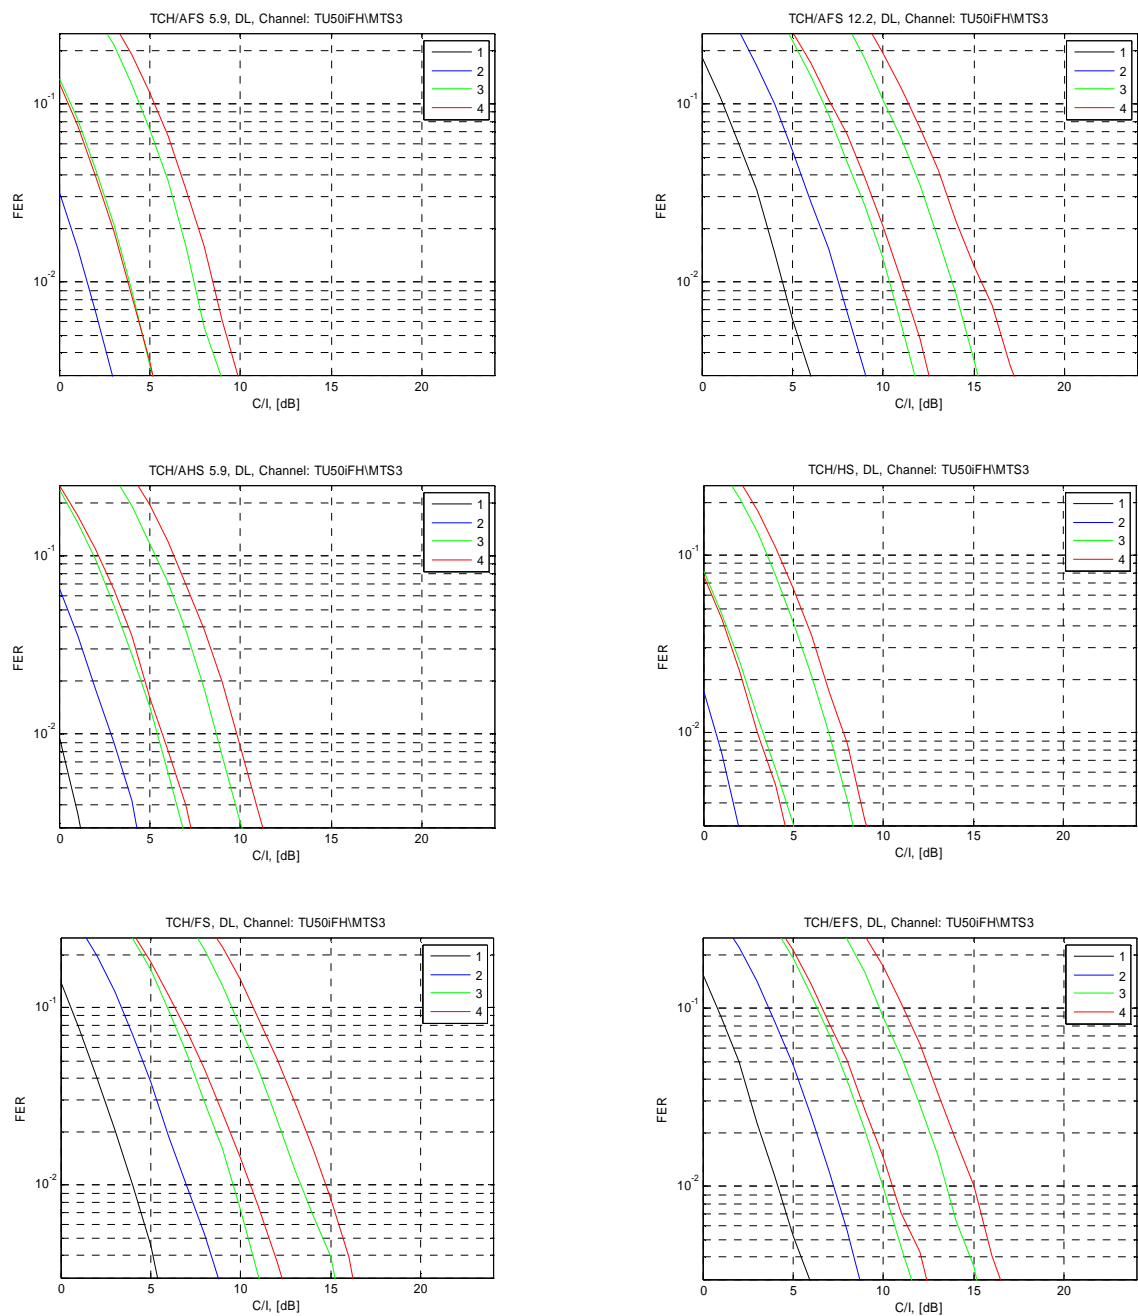 TCH/AFS 5.9, DL, Channel: TU50iFH\MTS3
1
2
3
4
10-1
10-2
FER
0 5 10 15 20
C/I, [dB]
TCH/AFS 12.2, DL, Channel: TU50iFH\MTS3
1
2
3
4
10-1
10-2
FER
0 5 10 15 20
C/I, [dB]
TCH/AHS 5.9, DL, Channel: TU50iFH\MTS3
1
2
3
4
10-1
10-2
FER
0 5 10 15 20
C/I, [dB]
TCH/HS, DL, Channel: TU50iFH\MTS3
1
2
3
4
10-1
10-2
FER
0 5 10 15 20
C/I, [dB]
TCH/FS, DL, Channel: TU50iFH\MTS3
1
2
3
4
10-1
10-2
FER
0 5 10 15 20
C/I, [dB]
TCH/EFS, DL, Channel: TU50iFH\MTS3
1
2
3
4
10-1
10-2
FER
0 5 10 15 20
C/I, [dB]